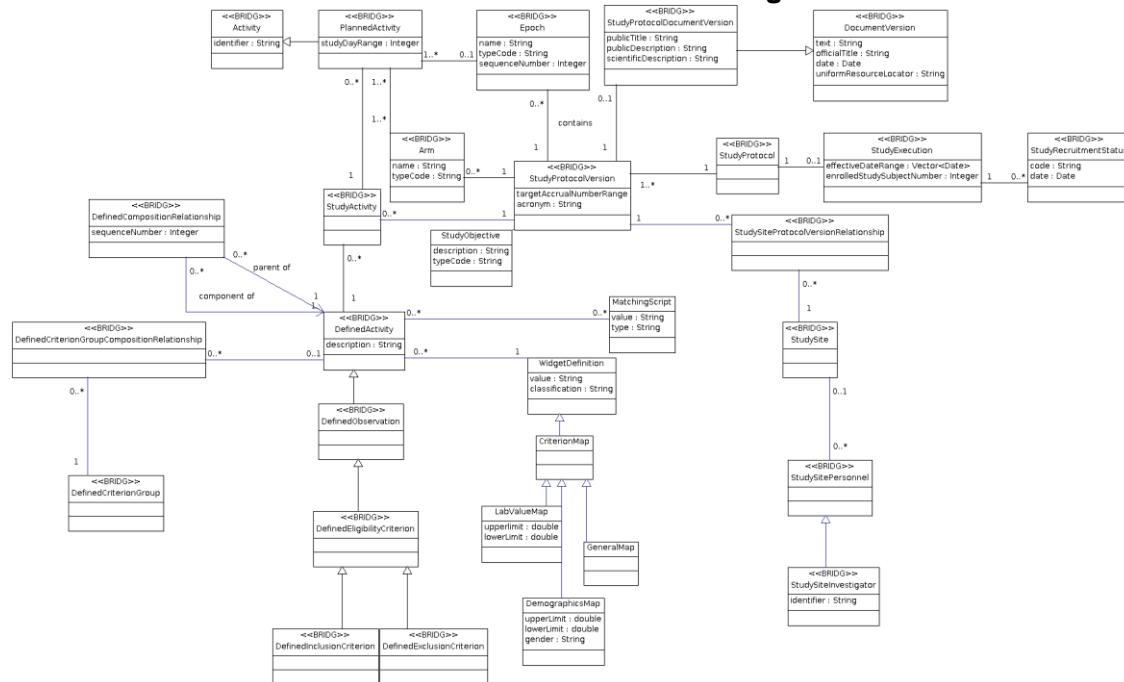 <<BRIDG>>
Activity
identifier : String
<<BRIDG>>
PlannedActivity
studyDayRange : Integer
<<BRIDG>>
Epoch
name : String
typeCode : String
sequenceNumber : Integer
<<BRIDG>>
StudyProtocolDocumentVersion
publicTitle : String
publicDescription : String
scientificDescription : String
<<BRIDG>>
DocumentVersion
text : String
officialTitle : String
date : Date
uniformResourceLocator : String
1..*
0..1
0..*
1..*
0..*
0..1
contains
1..*
1
1
<<BRIDG>>
Arm
name : String
typeCode : String
0..*
1
<<BRIDG>>
StudyProtocolVersion
targetAccrualNumberRange
acronym : String
1
1..*
<<BRIDG>>
StudyProtocol
1
0..1
<<BRIDG>>
StudyExecution
effectiveDateRange : Vector<Date>
enrolledStudySubjectNumber : Integer
1
0..*
<<BRIDG>>
StudyRecruitmentStatus
code : String
date : Date
1
<<BRIDG>>
StudyActivity
0..*
1
1
0..*
<<BRIDG>>
DefinedCompositionRelationship
sequenceNumber : Integer
StudyObjective
description : String
typeCode : String
<<BRIDG>>
StudySiteProtocolVersionRelationship
0..*
0..*
parent of
component of
1
1
0..*
1
0..*
1
<<BRIDG>>
DefinedActivity
description : String
0..*
0..*
MatchingScript
value : String
type : String
<<BRIDG>>
DefinedCriterionGroupCompositionRelationship
0..*
0..1
0..*
1
WidgetDefinition
value : String
classification : String
<<BRIDG>>
StudySite
0..1
0..*
0..*
1
<<BRIDG>>
DefinedObservation
CriterionMap
<<BRIDG>>
StudySitePersonnel
<<BRIDG>>
DefinedCriterionGroup
<<BRIDG>>
DefinedEligibilityCriterion
LabValueMap
upperlimit : double
lowerLimit : double
GeneralMap
<<BRIDG>>
StudySiteInvestigator
identifier : String
DemographicsMap
upperLimit : double
lowerLimit : double
gender : String
<<BRIDG>>
DefinedInclusionCriterion
<<BRIDG>>
DefinedExclusionCriterion